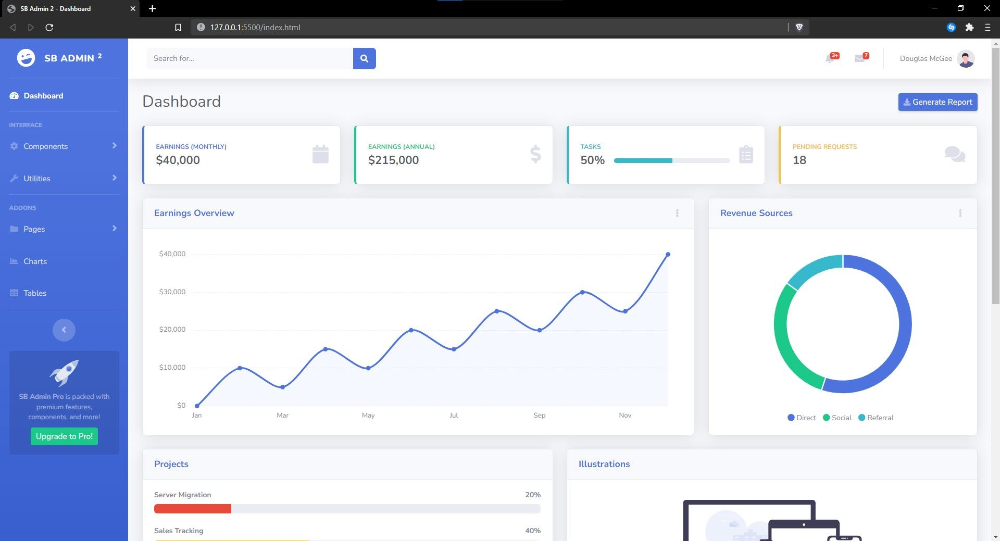 SB Admin 2 - Dashboard
127.0.0.1:5500/index.html
SB ADMIN 2
Search for...
3+
7
Douglas McGee
Dashboard
INTERFACE
Components
Utilities
ADDONS
Pages
Charts
Tables
SB Admin Pro is packed with
premium features,
components, and more!
Upgrade to Pro!
Dashboard
Generate Report
EARNINGS (MONTHLY)
$40,000
EARNINGS (ANNUAL)
$215,000
TASKS
50%
PENDING REQUESTS
18
Earnings Overview
$40,000
$30,000
$20,000
$10,000
$0
Jan Mar May Jul Sep Nov
Revenue Sources
Direct Social Referral
Projects
Server Migration 20%
Sales Tracking 40%
Illustrations